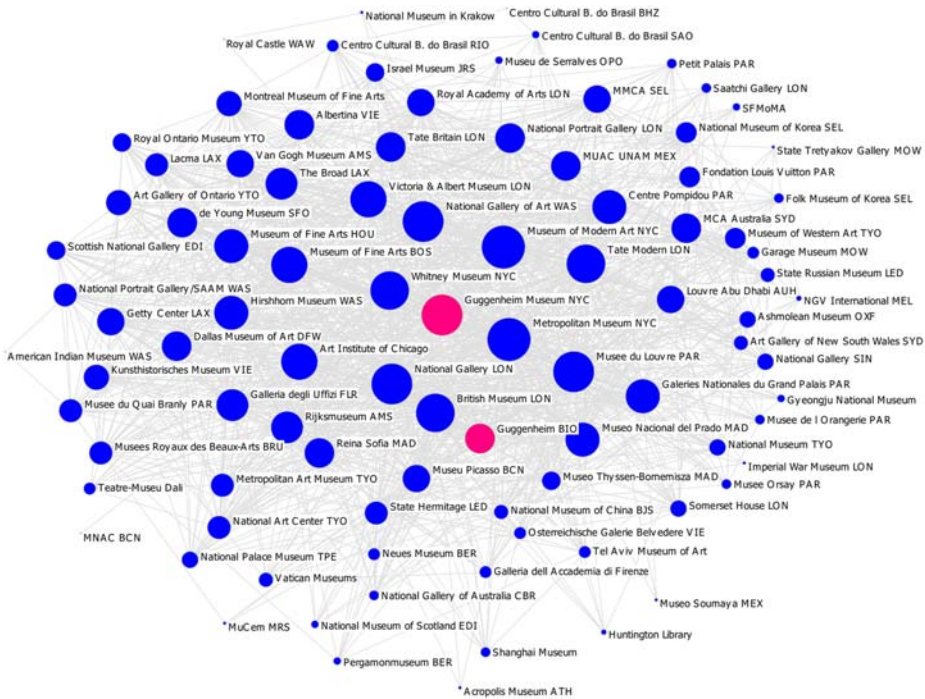 National Museum in Krakow
Centro Cultural B. do Brasil BHZ
Royal Castle WAW
Centro Cultural B. do Brasil RIO
Centro Cultural B. do Brasil SAO
Israel Museum JRS
Museu de Serralves OPO
Petit Palais PAR
Montreal Museum of Fine Arts
Royal Academy of Arts LON
MMCA SEL
Saatchi Gallery LON
SFMoMA
Albertina VIE
Tate Britain LON
National Portrait Gallery LON
National Museum of Korea SEL
Royal Ontario Museum YTO
Lacma LAX
Van Gogh Museum AMS
State Tretyakov Gallery MOW
The Broad LAX
MUAC UNAM MEX
Fondation Louis Vuitton PAR
Art Gallery of Ontario YTO
Victoria & Albert Museum LON
Centre Pompidou PAR
Folk Museum of Korea SEL
de Young Museum SFO
National Gallery of Art WAS
MCA Australia SYD
Museum of Fine Arts HOU
Museum of Modern Art NYC
Museum of Western Art TYO
Scottish National Gallery EDI
Museum of Fine Arts BOS
Tate Modern LON
Garage Museum MOW
Whitney Museum NYC
State Russian Museum LED
National Portrait Gallery/SAAM WAS
Hirshhorn Museum WAS
Guggenheim Museum NYC
Louvre Abu Dhabi AUH
NGV International MEL
Getty Center LAX
Metropolitan Museum NYC
Ashmolean Museum OXF
Dallas Museum of Art DFW
Art Gallery of New South Wales SYD
American Indian Museum WAS
Art Institute of Chicago
Musee du Louvre PAR
National Gallery SIN
Kunsthistorisches Museum VIE
National Gallery LON
Galeries Nationales du Grand Palais PAR
Musee du Quai Branly PAR
Galleria degli Uffizi FLR
British Museum LON
Gyeongju National Museum
Rijksmuseum AMS
Guggenheim BIO
Museo Nacional del Prado MAD
Musee de l Orangerie PAR
Musees Royaux des Beaux-Arts BRU
Reina Sofia MAD
National Museum TYO
Teatre-Museu Dali
Metropolitan Art Museum TYO
Museu Picasso BCN
Museo Thyssen-Bornemisza MAD
Imperial War Museum LON
Musee Orsay PAR
National Art Center TYO
State Hermitage LED
National Museum of China BJS
Somerset House LON
MNAC BCN
Osterreichische Galerie Belvedere VIE
National Palace Museum TPE
Neues Museum BER
Tel Aviv Museum of Art
Vatican Museums
Galleria dell Accademia di Firenze
National Gallery of Australia CBR
Museo Soumaya MEX
MuCem MRS
National Museum of Scotland EDI
Huntington Library
Pergamonmuseum BER
Shanghai Museum
Acropolis Museum ATH